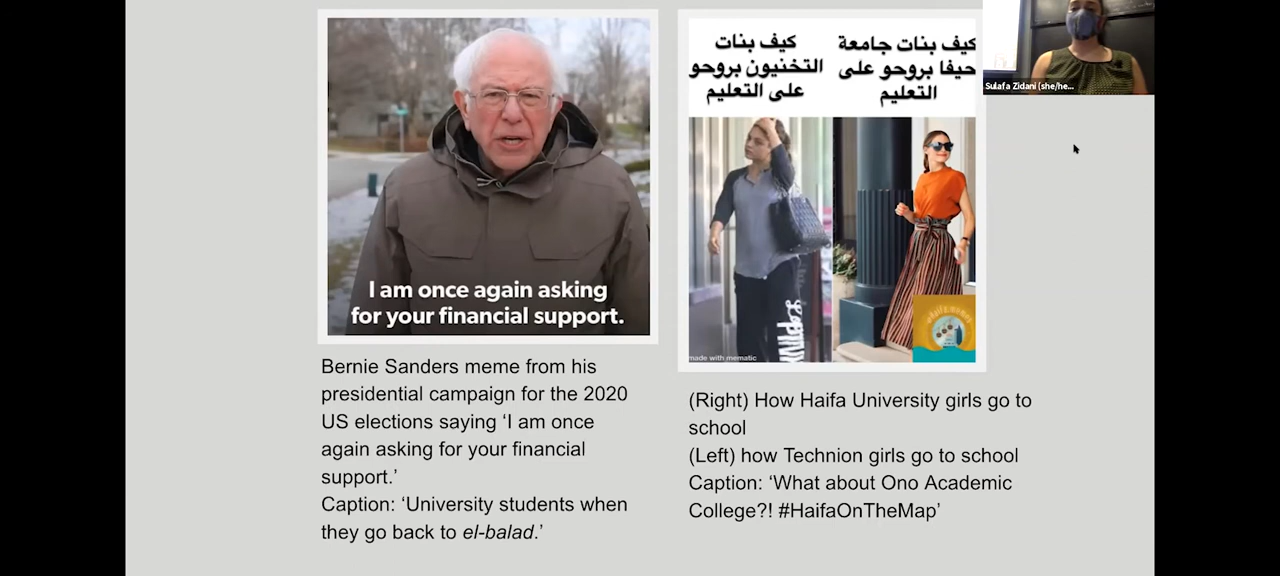 I am once again asking
for your financial support.
Bernie Sanders meme from his
presidential campaign for the 2020
US elections saying ‘I am once
again asking for your financial
support.’
Caption: ‘University students when
they go back to el-balad.’
كيف بنات جامعة
حيفا بروحو على
التعليم
كيف بنات
التخنيون بروحو
على التعليم
made with mematic
(Right) How Haifa University girls go to
school
(Left) how Technion girls go to school
Caption: ‘What about Ono Academic
College?! #HaifaOnTheMap’
Sulafa Zidani (she/he...